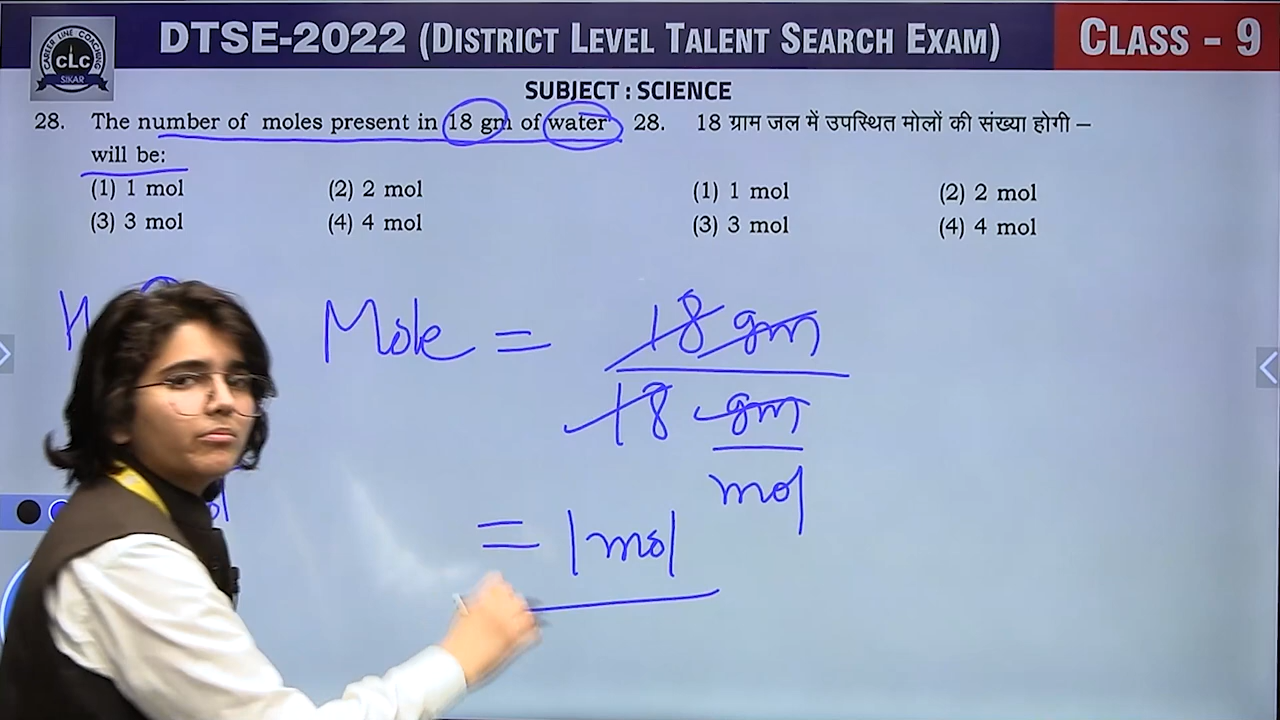 CAREER LINE COACHING
CLC
SIKAR
DTSE-2022 (DISTRICT LEVEL TALENT SEARCH EXAM)
CLASS - 9
SUBJECT : SCIENCE
28. The number of moles present in 18 gm of water will be:
(1) 1 mol (2) 2 mol
(3) 3 mol (4) 4 mol
28. 18 ग्राम जल में उपस्थित मोलों की संख्या होगी –
(1) 1 mol (2) 2 mol
(3) 3 mol (4) 4 mol
H
Mole = 18 gm
18 gm
mol
= 1 mol